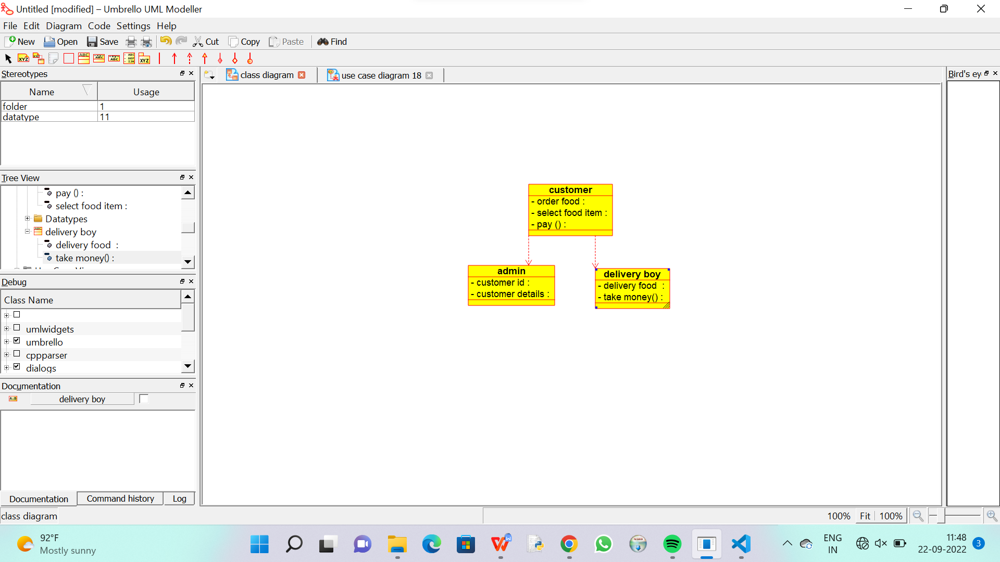 Untitled [modified] – Umbrello UML Modeller
File Edit Diagram Code Settings Help
New Open Save Cut Copy Paste Find
Stereotypes
Name Usage
folder 1
datatype 11
Tree View
pay () :
select food item :
Datatypes
delivery boy
delivery food  :
take money() :
Debug
Class Name
umlwidgets
umbrello
cppparser
dialogs
Documentation
delivery boy
Documentation Command history Log
class diagram
class diagram use case diagram 18
customer
- order food :
- select food item :
- pay () :
admin
- customer id :
- customer details :
delivery boy
- delivery food  :
- take money() :
Bird's ey
100% Fit 100%
92°F
Mostly sunny
ENG
IN
11:48
22-09-2022
3